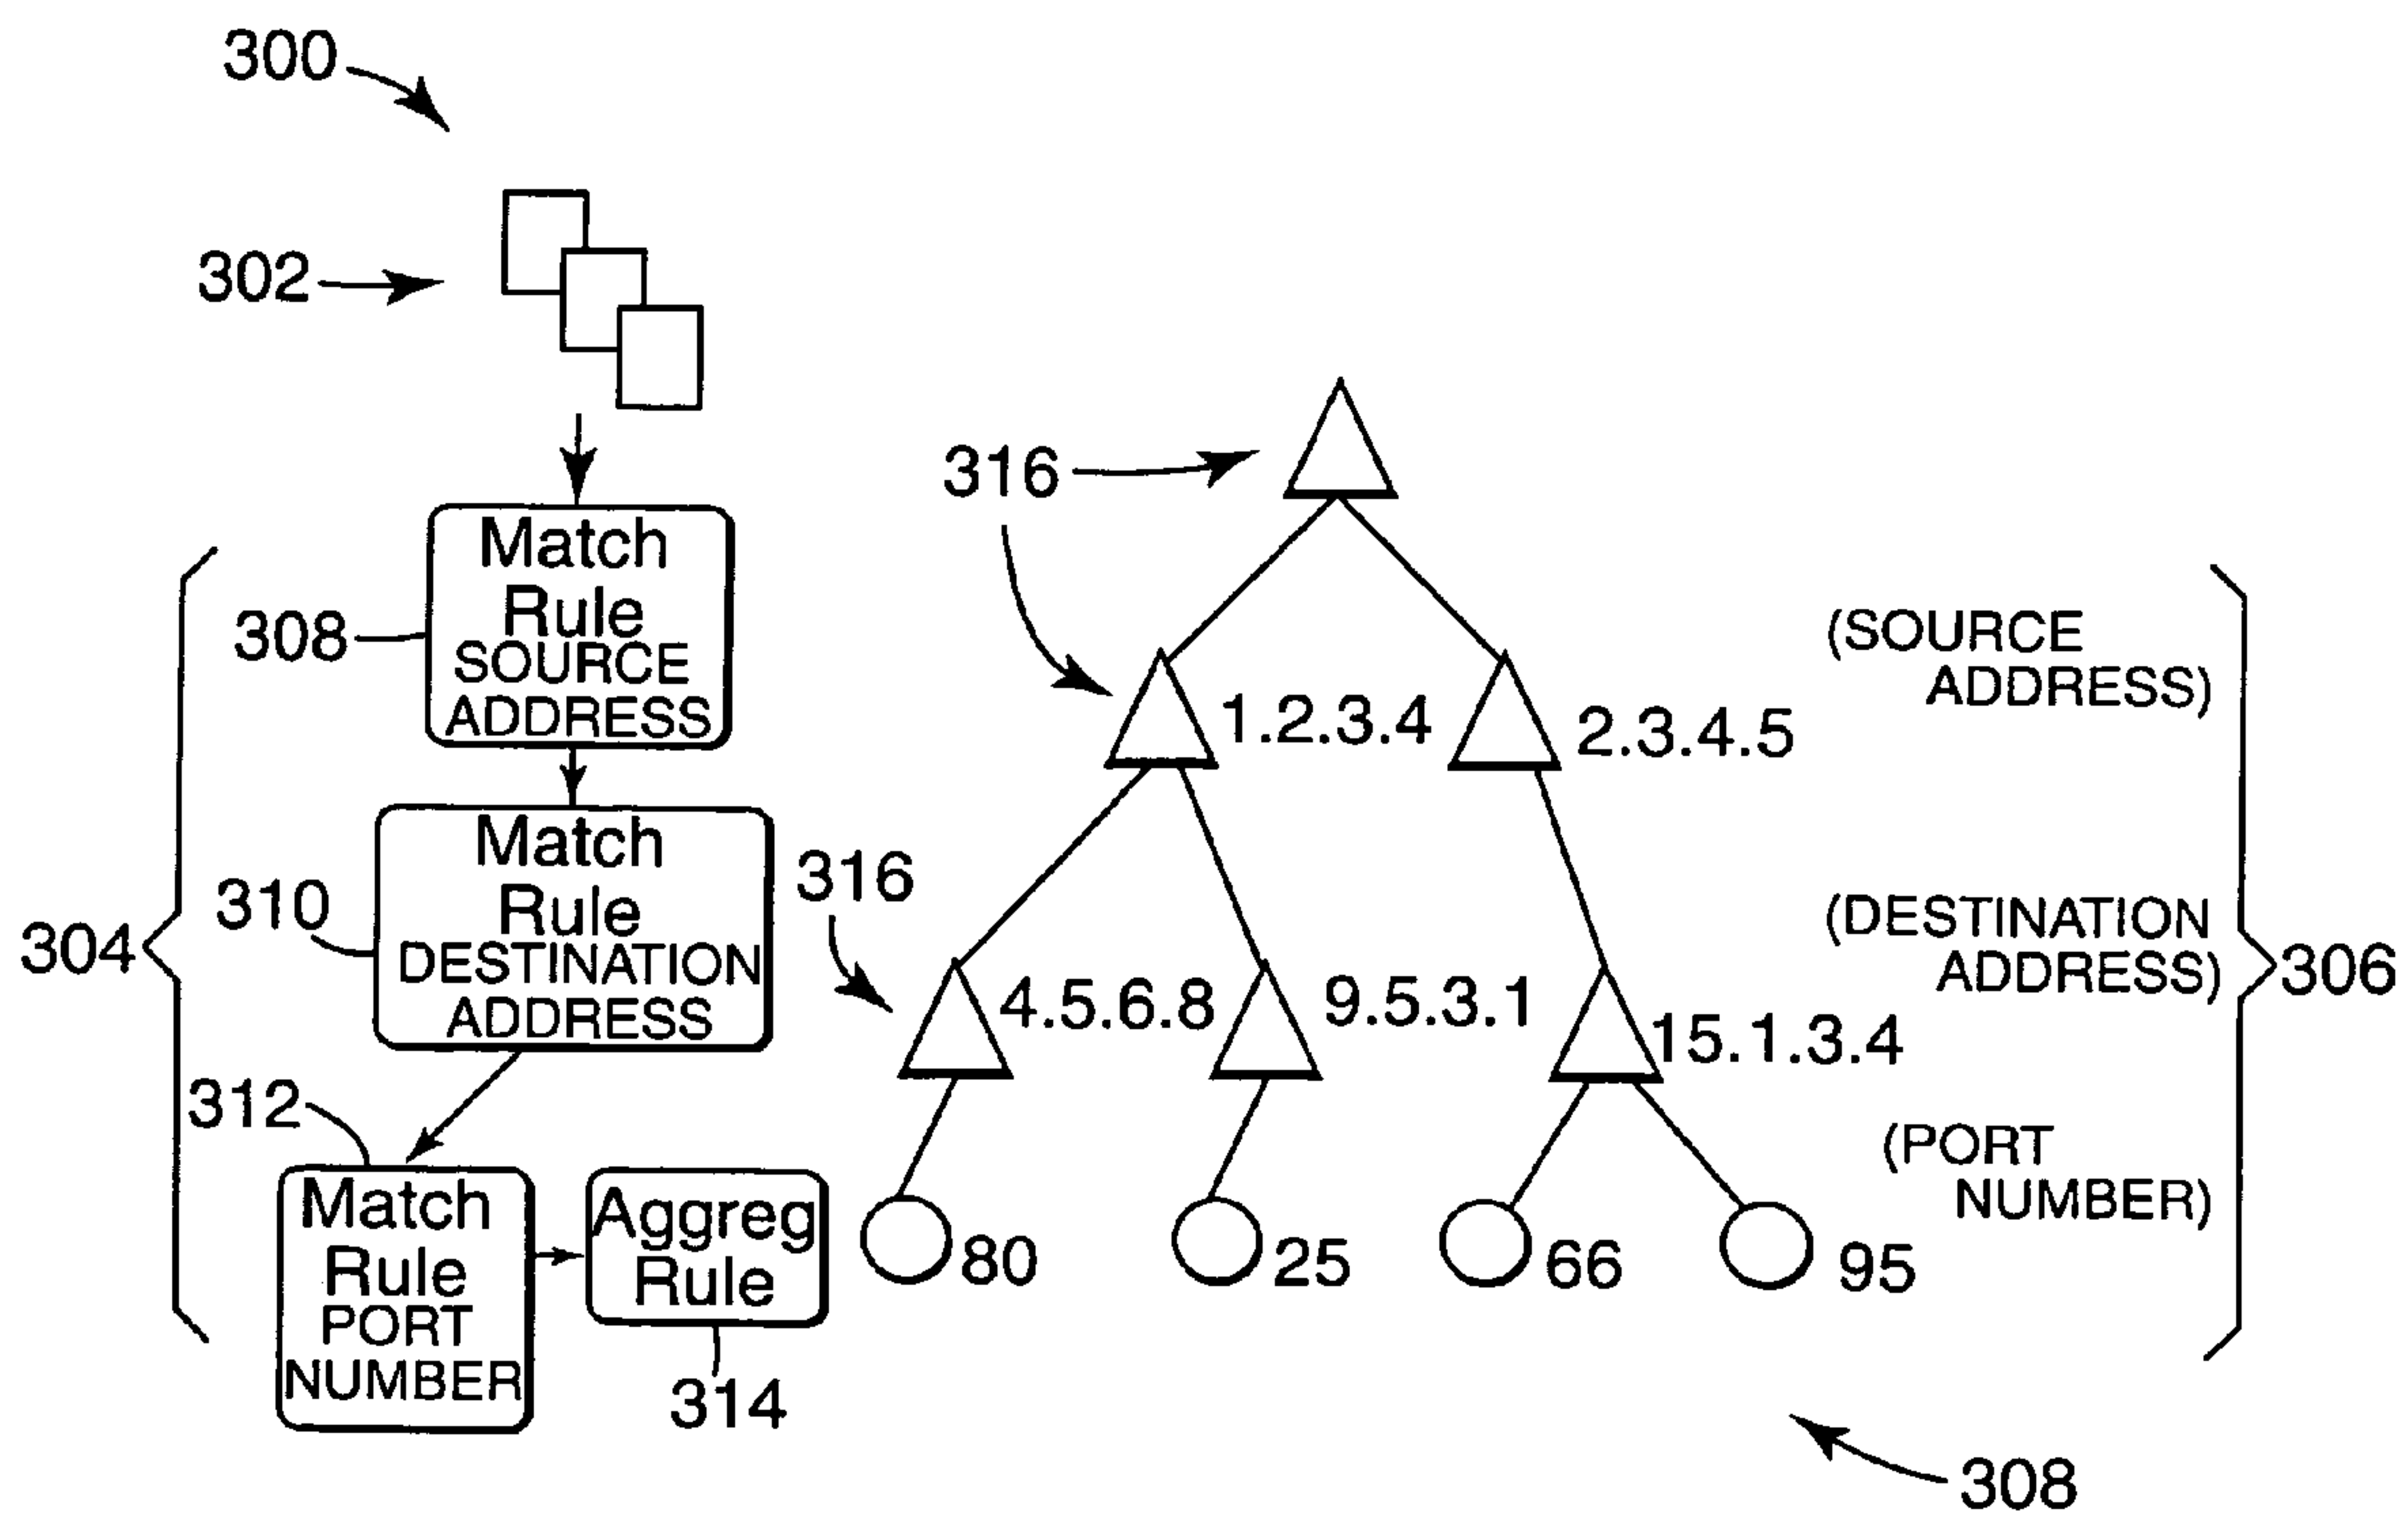 300
302
316
Match
Rule
SOURCE
ADDRESS
308
1.2.3.4
2.3.4.5
(SOURCE
ADDRESS)
304
310
Match
Rule
DESTINATION
ADDRESS
316
4.5.6.8
9.5.3.1
15.1.3.4
(DESTINATION
ADDRESS)
306
312
Match
Rule
PORT
NUMBER
Aggreg
Rule
314
80
25
66
95
(PORT
NUMBER)
308